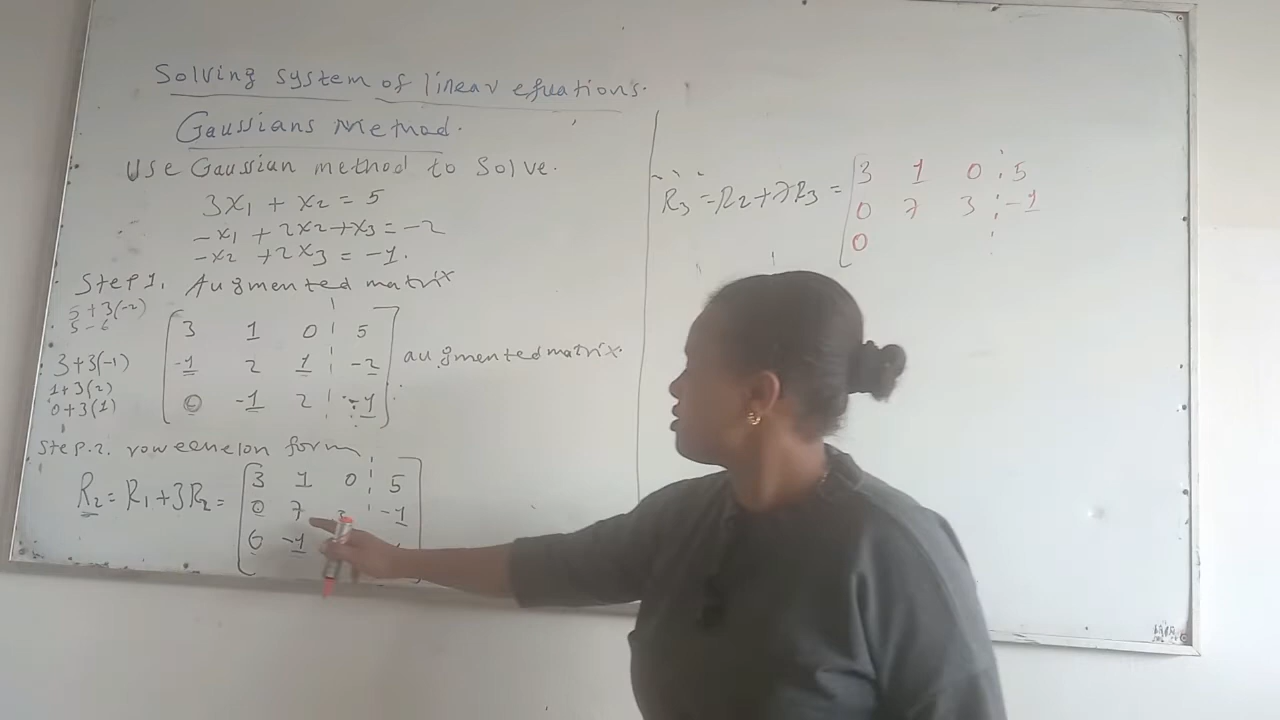 Solving system of linear equations.
Gaussians Method.
Use Gaussian method to solve.
3x1 + x2 = 5
-x1 + 2x2 + x3 = -2
-x2 + 2x3 = -1.
Step 1. Augmented matrix
5 + 3(-2)
5 - 6
3 + 3(-1)
1 + 3(2)
0 + 3(1)
3 1 0 5
-1 2 1 -2 augmented matrix.
0 -1 2 -1
Step. 2. row echelon form
3 1 0 5
R2 = R1 + 3R2 = 0 7 -1
0 -1
3 1 0 5
R3 = R2 + 7R3 = 0 7 3 -1
0